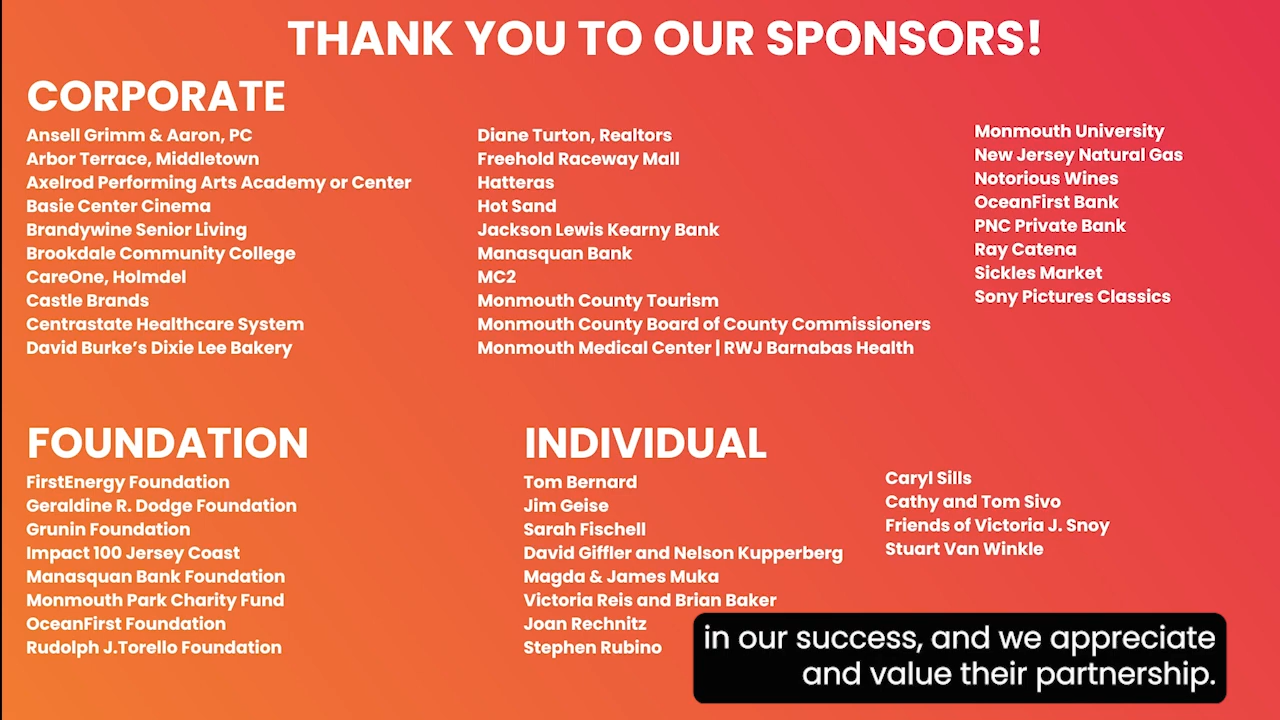 THANK YOU TO OUR SPONSORS!
CORPORATE
Ansell Grimm & Aaron, PC
Arbor Terrace, Middletown
Axelrod Performing Arts Academy or Center
Basie Center Cinema
Brandywine Senior Living
Brookdale Community College
CareOne, Holmdel
Castle Brands
Centrastate Healthcare System
David Burke’s Dixie Lee Bakery
Diane Turton, Realtors
Freehold Raceway Mall
Hatteras
Hot Sand
Jackson Lewis Kearny Bank
Manasquan Bank
MC2
Monmouth County Tourism
Monmouth County Board of County Commissioners
Monmouth Medical Center | RWJ Barnabas Health
Monmouth University
New Jersey Natural Gas
Notorious Wines
OceanFirst Bank
PNC Private Bank
Ray Catena
Sickles Market
Sony Pictures Classics
FOUNDATION
FirstEnergy Foundation
Geraldine R. Dodge Foundation
Grunin Foundation
Impact 100 Jersey Coast
Manasquan Bank Foundation
Monmouth Park Charity Fund
OceanFirst Foundation
Rudolph J.Torello Foundation
INDIVIDUAL
Tom Bernard
Jim Geise
Sarah Fischell
David Giffler and Nelson Kupperberg
Magda & James Muka
Victoria Reis and Brian Baker
Joan Rechnitz
Stephen Rubino
Caryl Sills
Cathy and Tom Sivo
Friends of Victoria J. Snoy
Stuart Van Winkle
in our success, and we appreciate
and value their partnership.